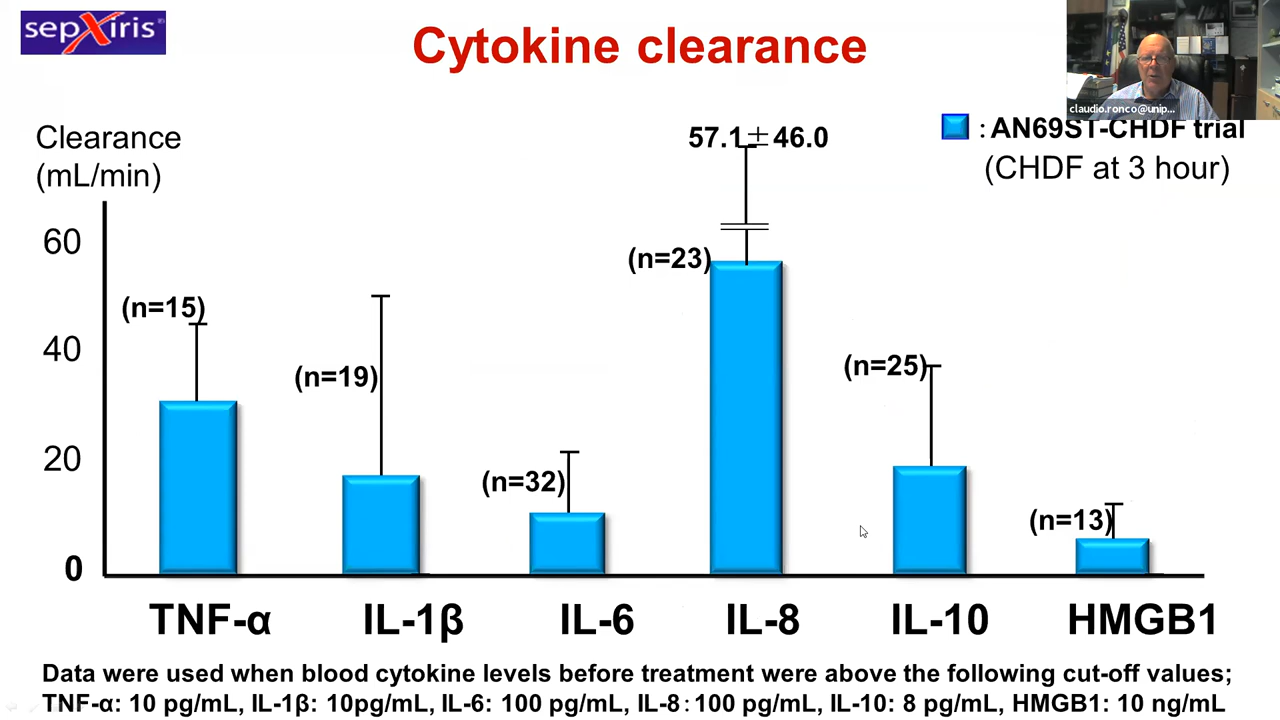 sepXiris
Cytokine clearance
claudio.ronco@unip...
Clearance
(mL/min)
57.1±46.0
: AN69ST-CHDF trial
(CHDF at 3 hour)
60
40
20
0
(n=15)
(n=19)
(n=32)
(n=23)
(n=25)
(n=13)
TNF-α
IL-1β
IL-6
IL-8
IL-10
HMGB1
Data were used when blood cytokine levels before treatment were above the following cut-off values;
TNF-α: 10 pg/mL, IL-1β: 10pg/mL, IL-6: 100 pg/mL, IL-8:100 pg/mL, IL-10: 8 pg/mL, HMGB1: 10 ng/mL